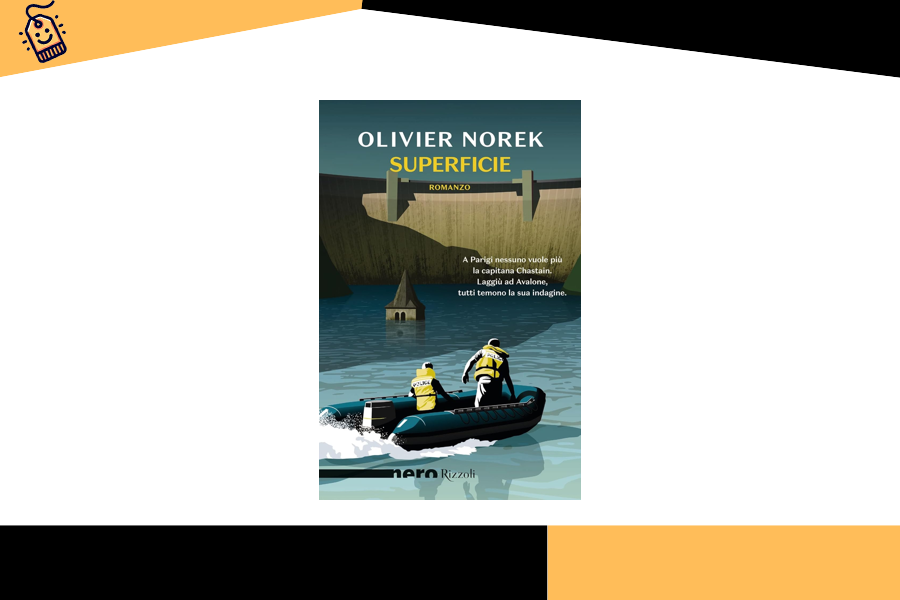 OLIVIER NOREK
SUPERFICIE
ROMANZO
A Parigi nessuno vuole più
la capitana Chastain.
Laggiù ad Avalone,
tutti temono la sua indagine.
nero Rizzoli